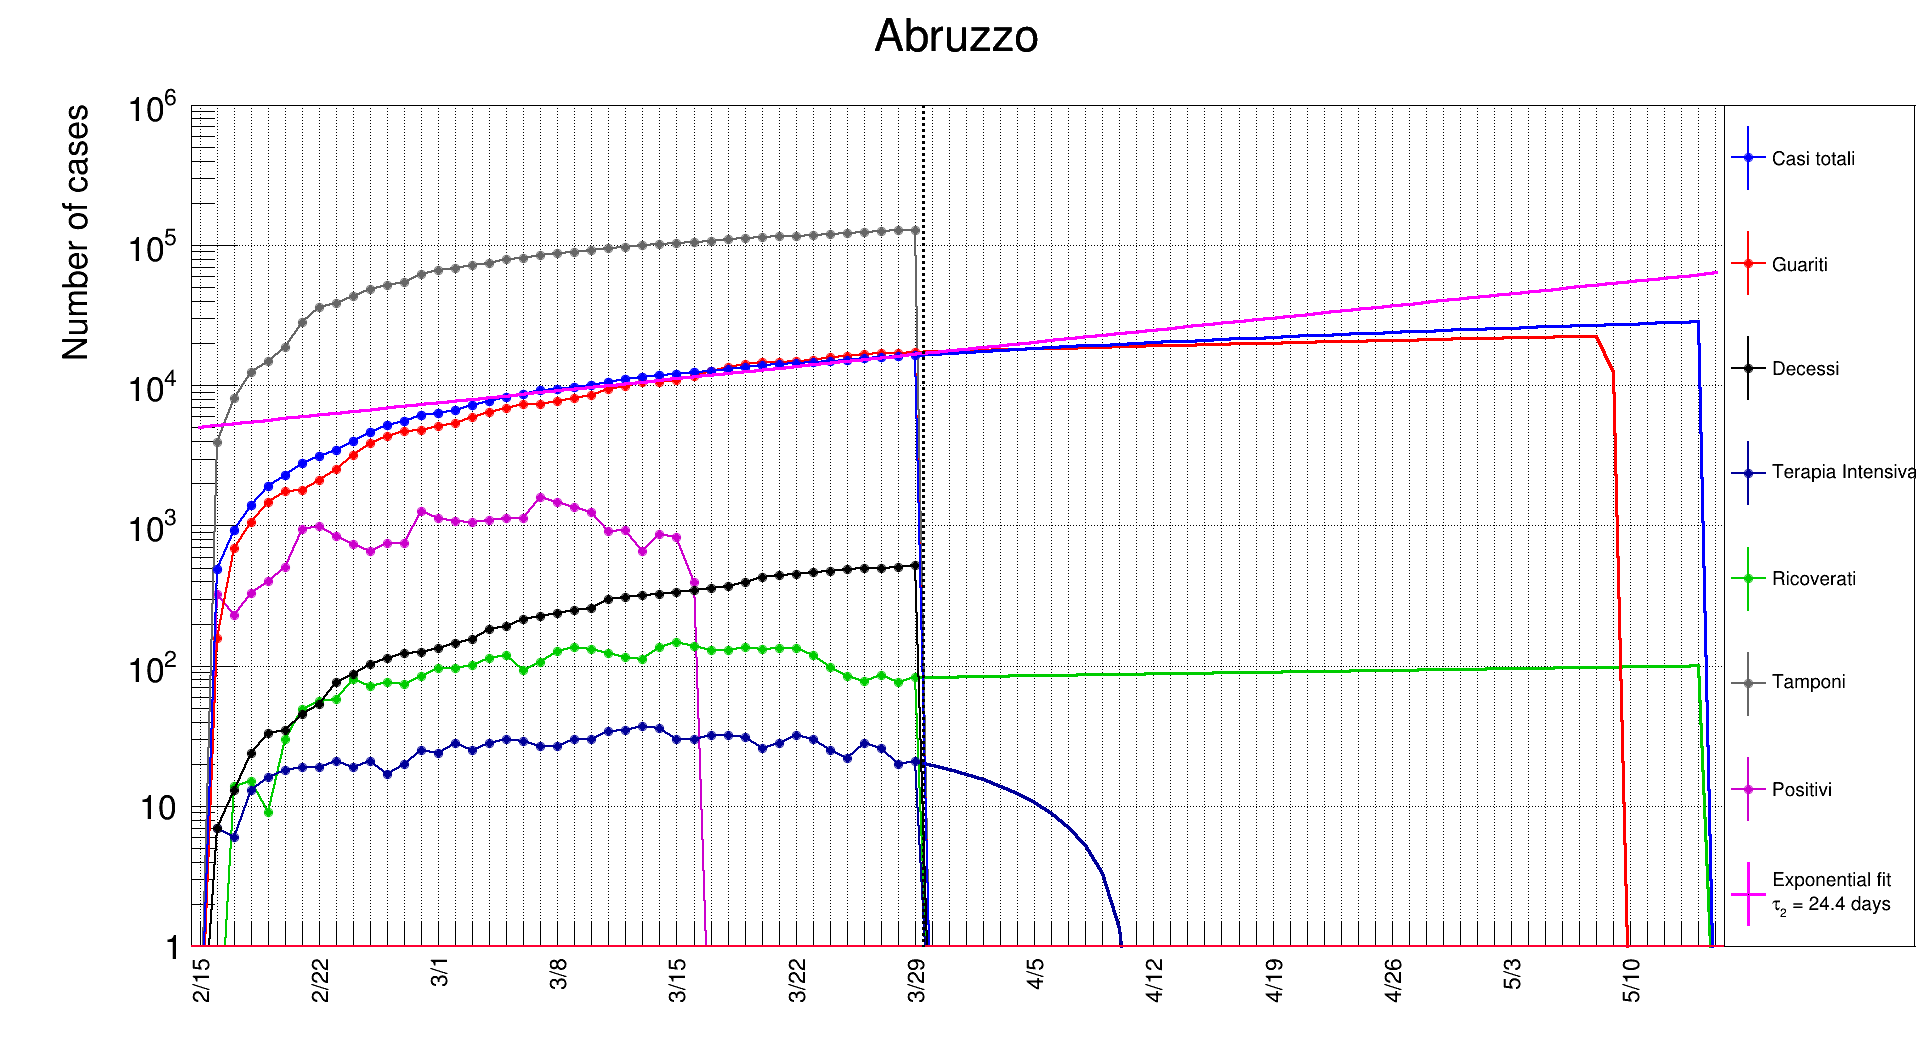 Abruzzo
Number of cases
10^6
10^5
10^4
10^3
10^2
10
1
2/15 2/22 3/1 3/8 3/15 3/22 3/29 4/5 4/12 4/19 4/26 5/3 5/10
Casi totali
Guariti
Decessi
Terapia Intensiva
Ricoverati
Tamponi
Positivi
Exponential fit
τ₂ = 24.4 days